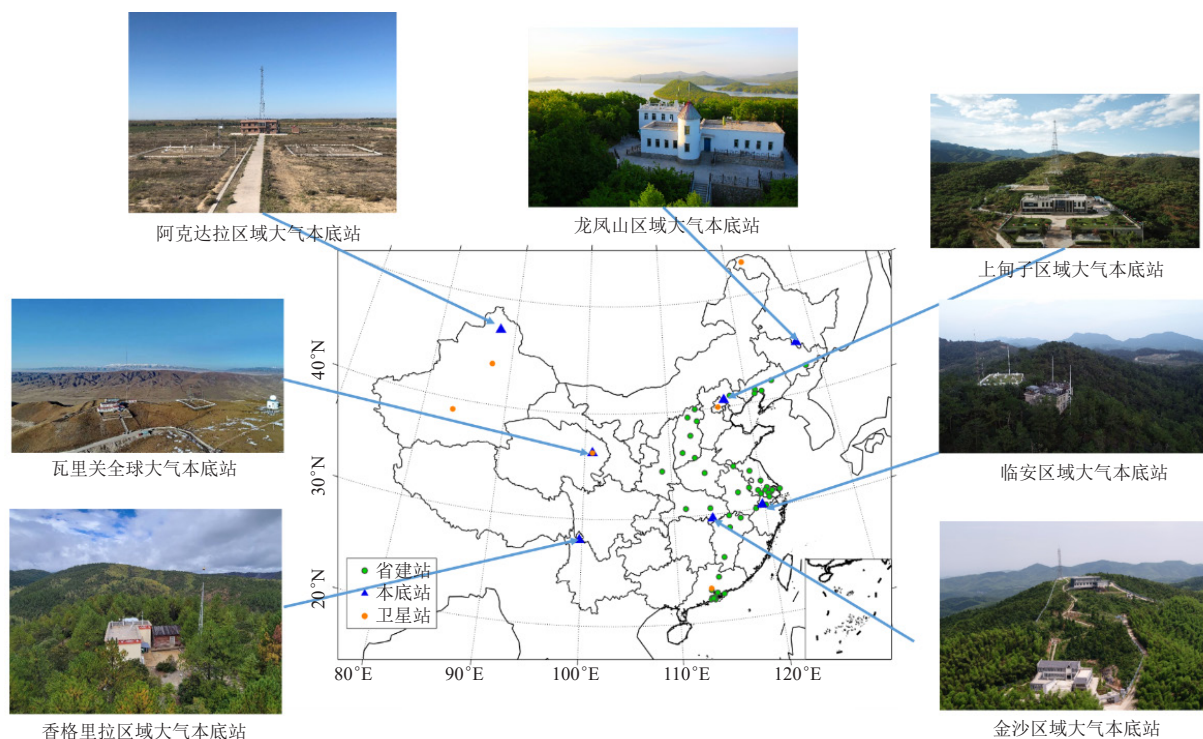 阿克达拉区域大气本底站
龙凤山区域大气本底站
上甸子区域大气本底站
瓦里关全球大气本底站
临安区域大气本底站
香格里拉区域大气本底站
金沙区域大气本底站
40°N
30°N
20°N
省建站
本底站
卫星站
80°E
90°E
100°E
110°E
120°E